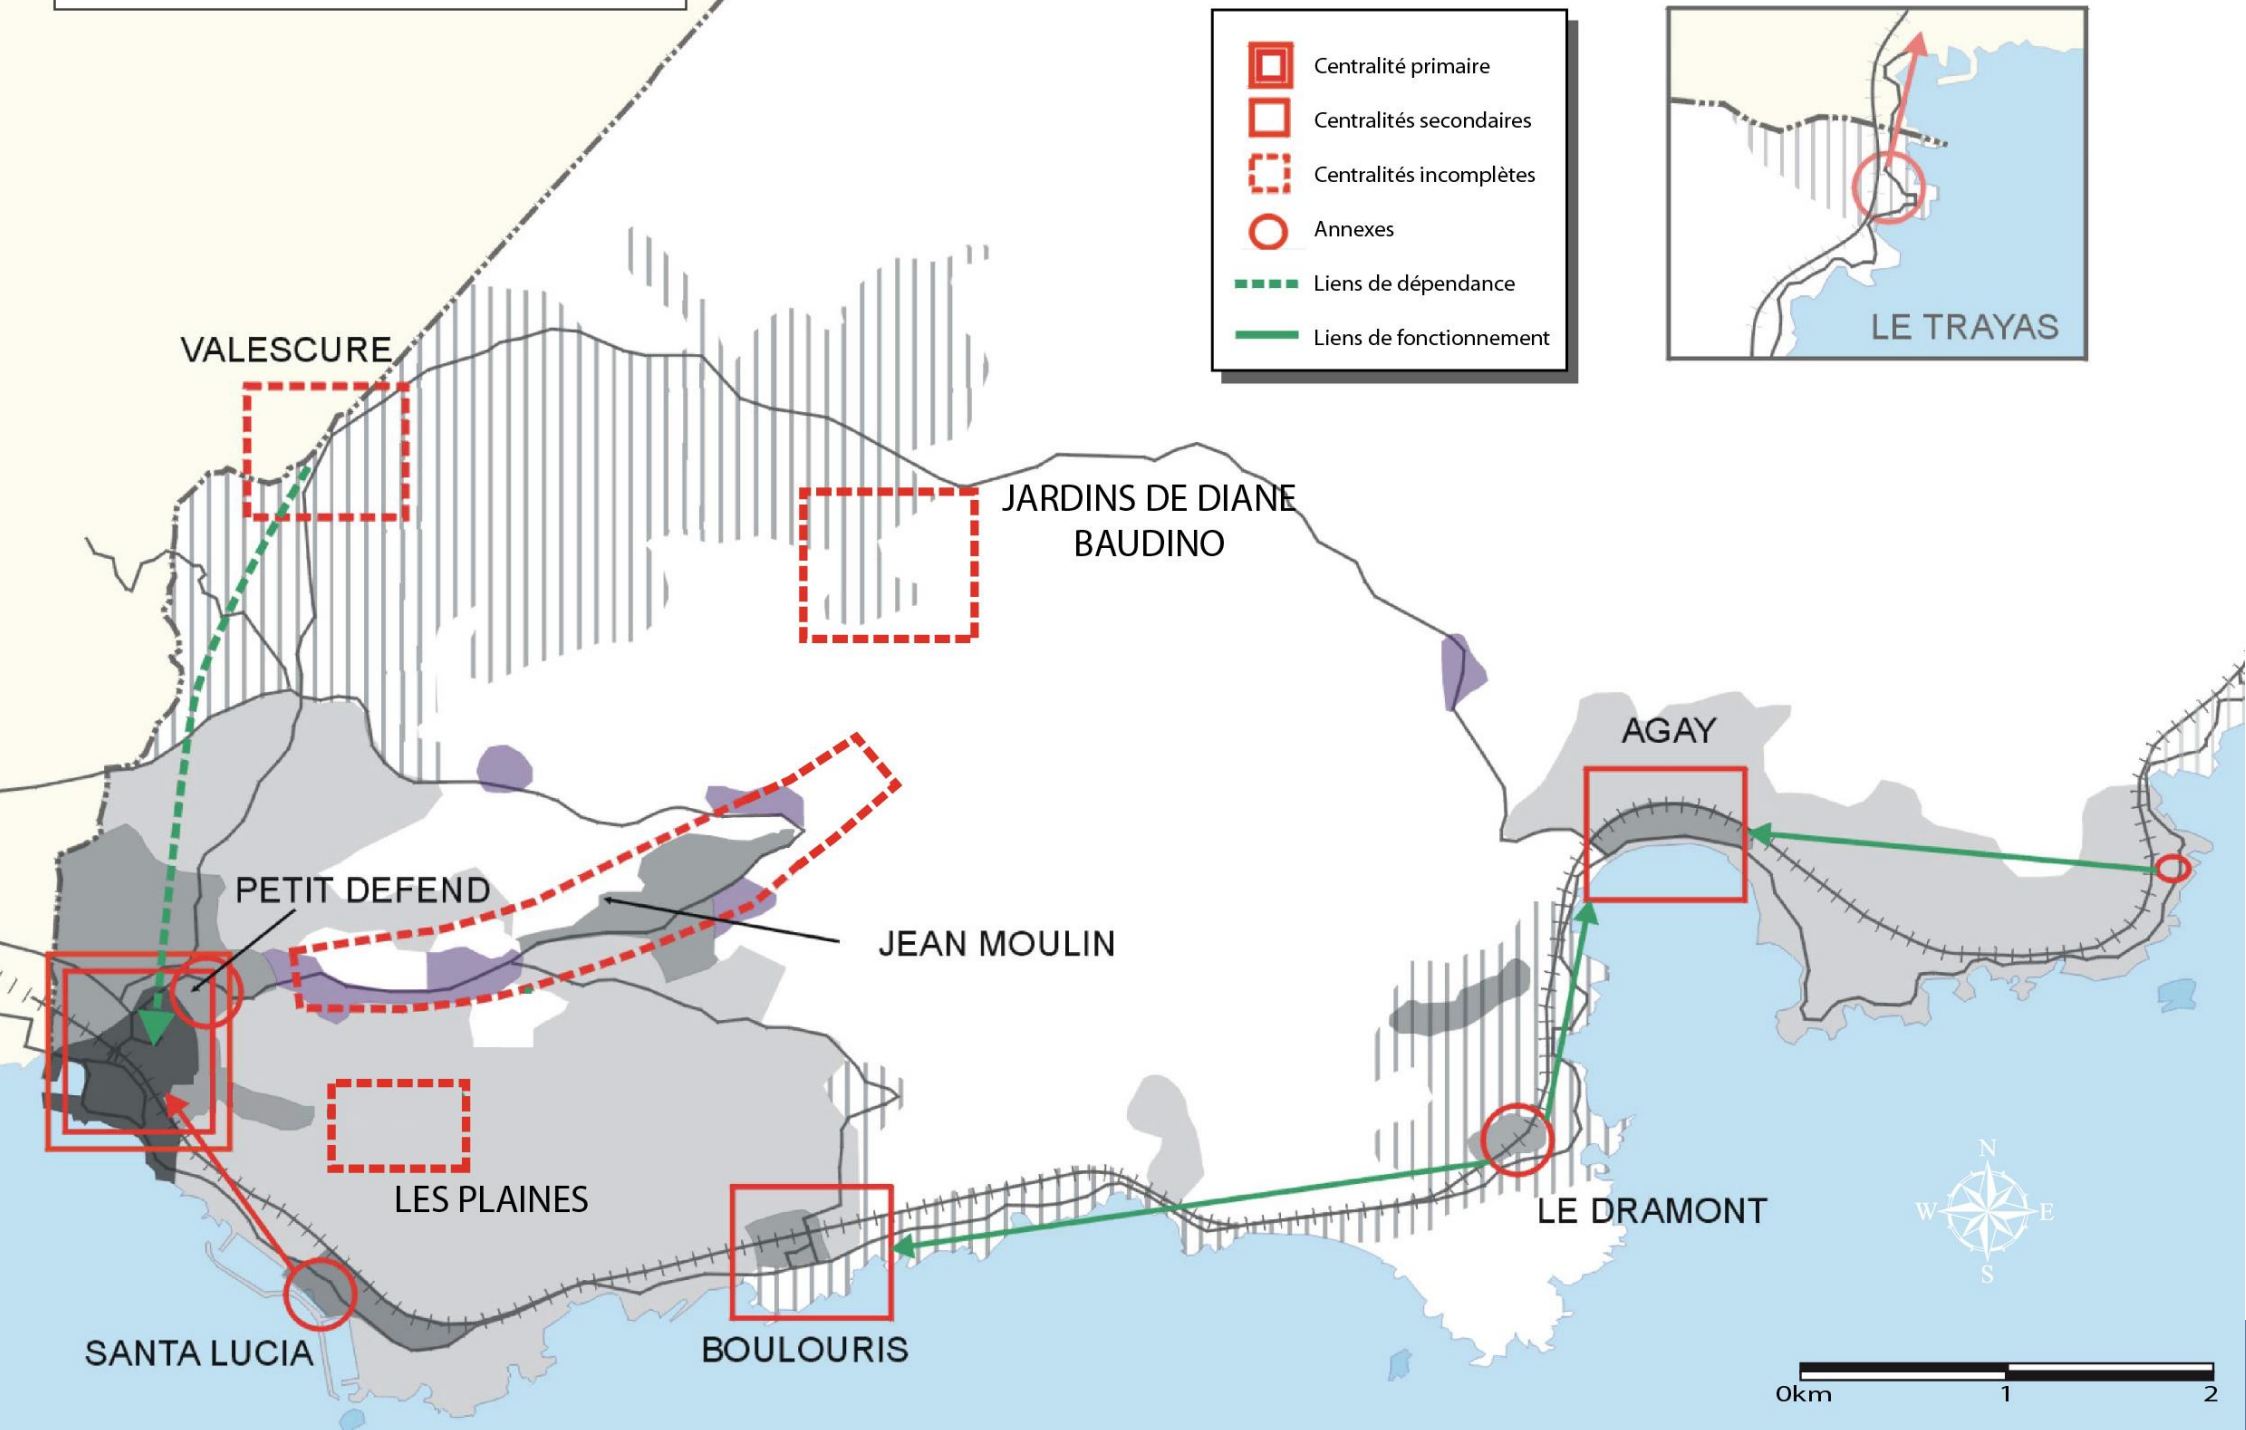 Centralité primaire
Centralités secondaires
Centralités incomplètes
Annexes
Liens de dépendance
Liens de fonctionnement
LE TRAYAS
VALESCURE
JARDINS DE DIANE
BAUDINO
AGAY
PETIT DEFEND
JEAN MOULIN
LES PLAINES
LE DRAMONT
SANTA LUCIA
BOULOURIS
N
W E
S
0km 1 2